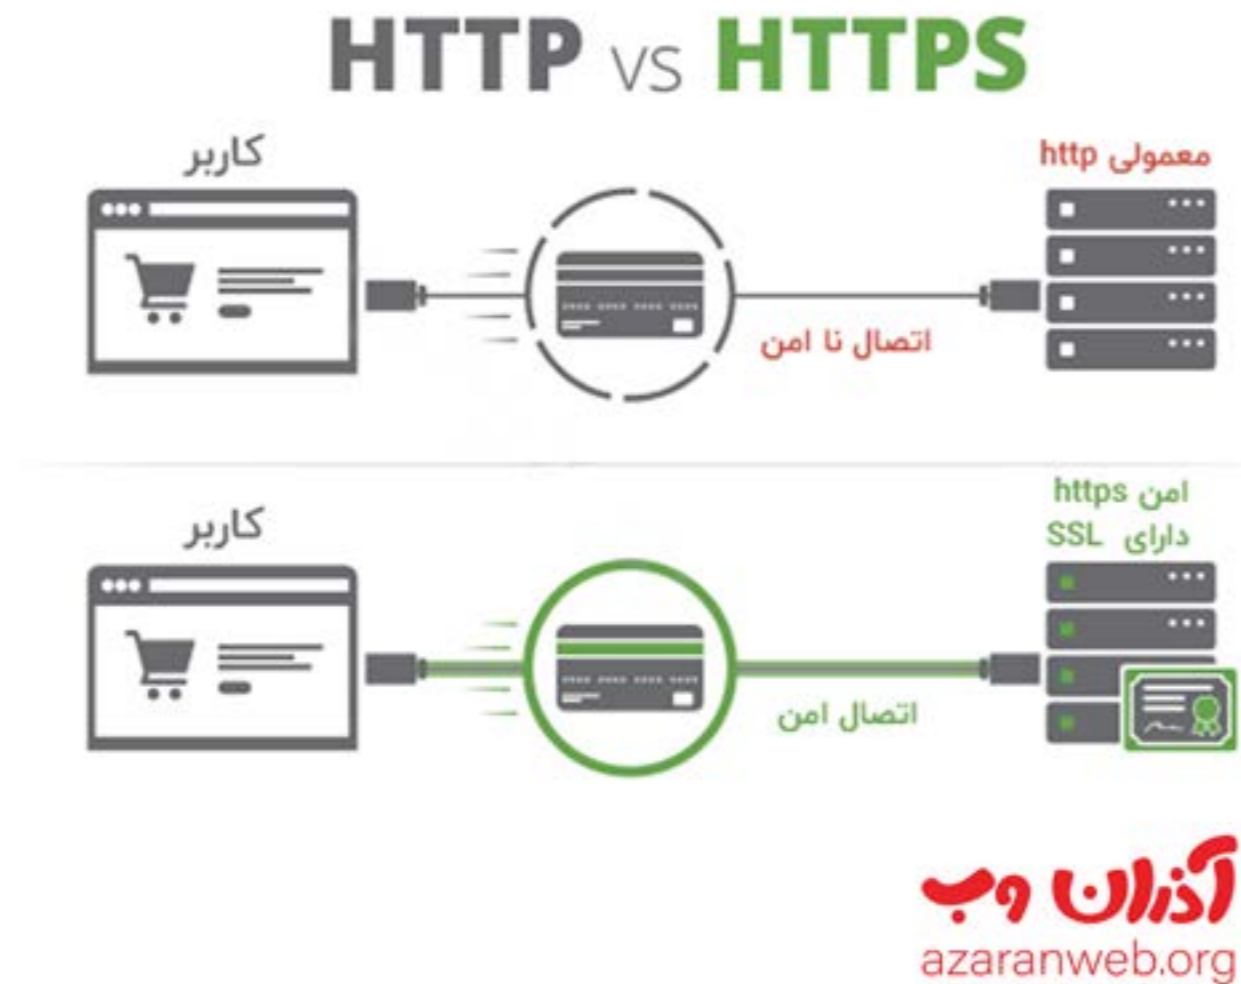 HTTP VS HTTPS
کاربر
معمولی http
اتصال نا امن
کاربر
امن https
دارای SSL
اتصال امن
آذران وب
azaranweb.org